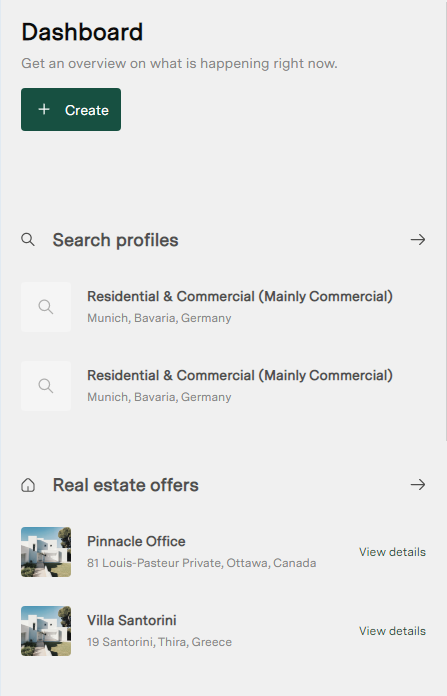 Dashboard
Get an overview on what is happening right now.
Create
Search profiles
Residential & Commercial (Mainly Commercial)
Munich, Bavaria, Germany
Residential & Commercial (Mainly Commercial)
Munich, Bavaria, Germany
Real estate offers
Pinnacle Office
81 Louis-Pasteur Private, Ottawa, Canada
View details
Villa Santorini
19 Santorini, Thira, Greece
View details